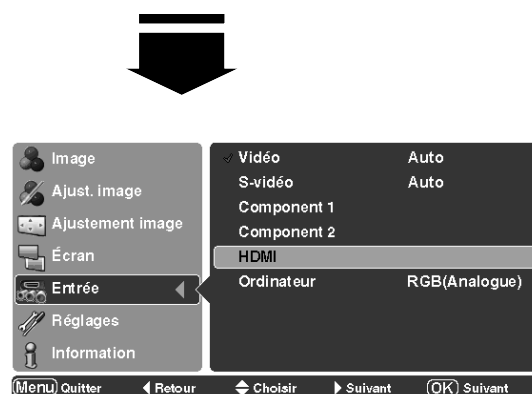 Image
Ajust. image
Ajustement image
Écran
Entrée
Réglages
Information
Vidéo Auto
S-vidéo Auto
Component 1
Component 2
HDMI
Ordinateur RGB(Analogue)
Menu Quitter Retour Choisir Suivant OK Suivant